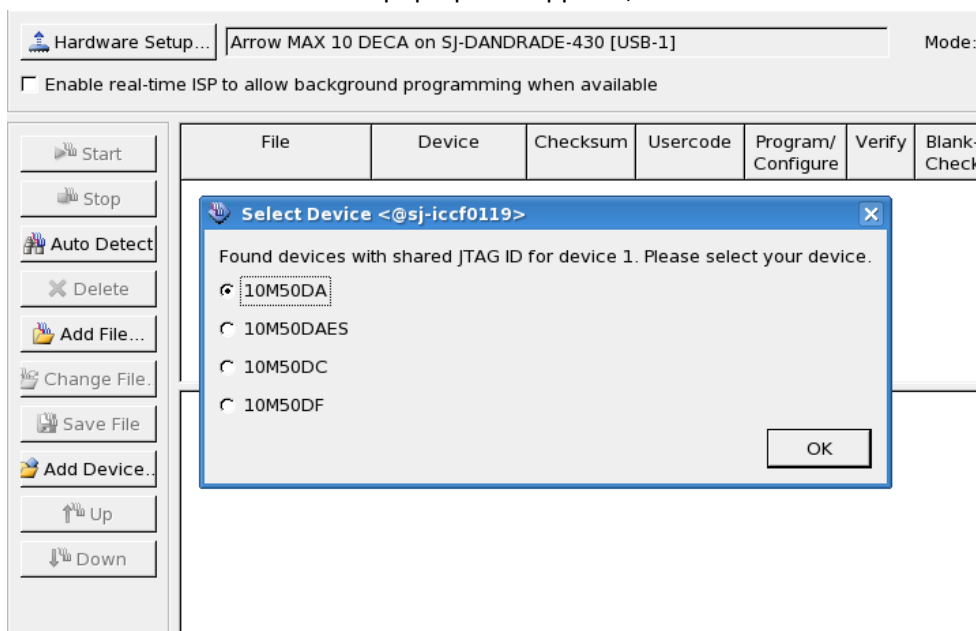 Hardware Setup... Arrow MAX 10 DECA on SJ-DANDRADE-430 [USB-1] Mode:
Enable real-time ISP to allow background programming when available
Start
Stop
Auto Detect
Delete
Add File...
Change File.
Save File
Add Device..
Up
Down
File Device Checksum Usercode Program/ Verify Blank-
Configure Check
Select Device <@sj-iccf0119>
Found devices with shared JTAG ID for device 1. Please select your device.
10M50DA
10M50DAES
10M50DC
10M50DF
OK